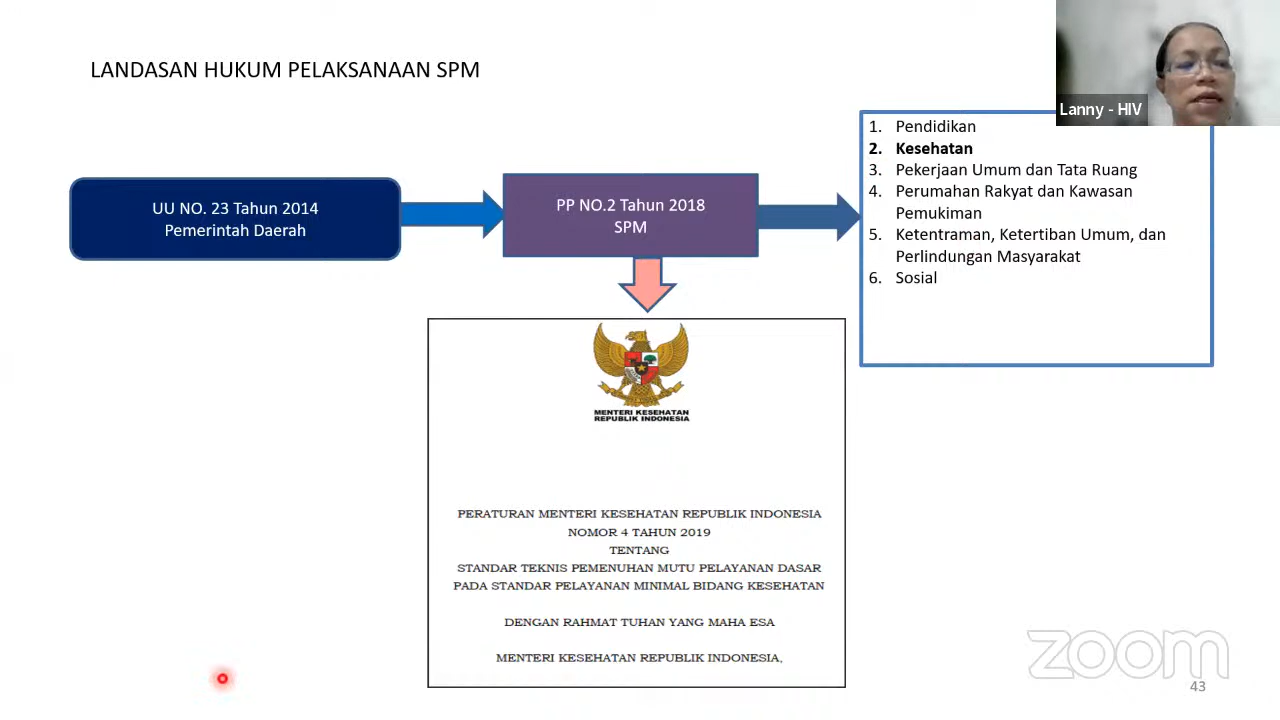 LANDASAN HUKUM PELAKSANAAN SPM
Lanny - HIV
UU NO. 23 Tahun 2014
Pemerintah Daerah
PP NO.2 Tahun 2018
SPM
1. Pendidikan
2. Kesehatan
3. Pekerjaan Umum dan Tata Ruang
4. Perumahan Rakyat dan Kawasan
Pemukiman
5. Ketentraman, Ketertiban Umum, dan
Perlindungan Masyarakat
6. Sosial
MENTERI KESEHATAN
REPUBLIK INDONESIA
PERATURAN MENTERI KESEHATAN REPUBLIK INDONESIA
NOMOR 4 TAHUN 2019
TENTANG
STANDAR TEKNIS PEMENUHAN MUTU PELAYANAN DASAR
PADA STANDAR PELAYANAN MINIMAL BIDANG KESEHATAN
DENGAN RAHMAT TUHAN YANG MAHA ESA
MENTERI KESEHATAN REPUBLIK INDONESIA,
zoom
43